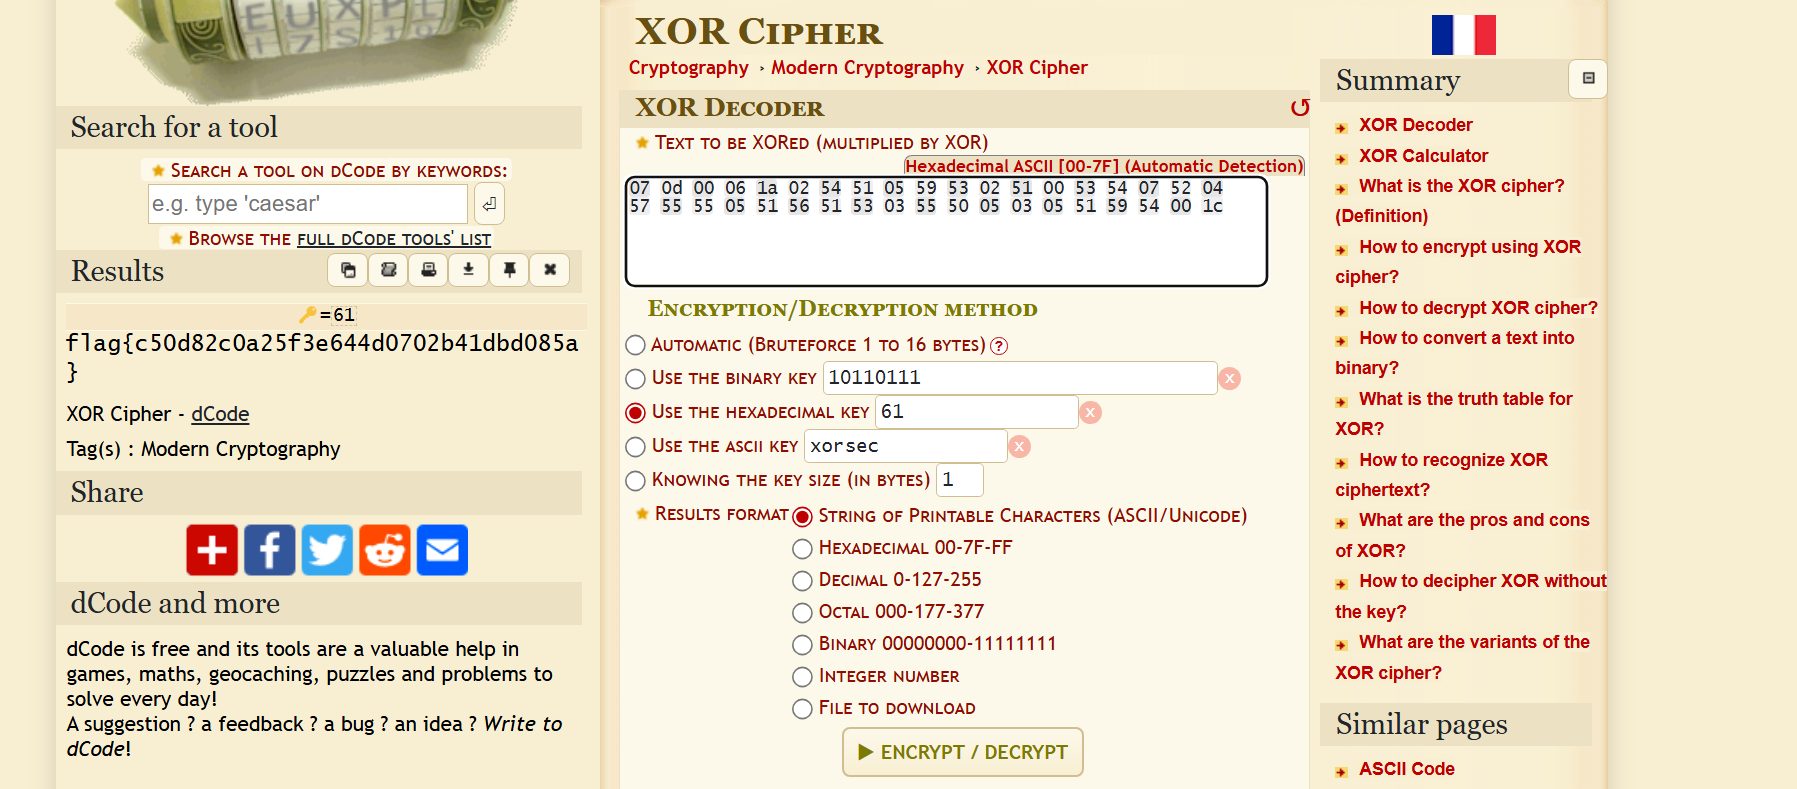 EUXPL
I7S19
Search for a tool
Search a tool on dCode by keywords:
e.g. type 'caesar'
Browse the full dCode tools' list
Results
=61
flag{c50d82c0a25f3e644d0702b41dbd085a
}
XOR Cipher - dCode
Tag(s) : Modern Cryptography
Share
dCode and more
dCode is free and its tools are a valuable help in
games, maths, geocaching, puzzles and problems to
solve every day!
A suggestion ? a feedback ? a bug ? an idea ? Write to
dCode!
XOR Cipher
Cryptography › Modern Cryptography › XOR Cipher
XOR Decoder
Text to be XORed (multiplied by XOR)
Hexadecimal ASCII [00-7F] (Automatic Detection)
07 0d 00 06 1a 02 54 51 05 59 53 02 51 00 53 54 07 52 04
57 55 55 05 51 56 51 53 03 55 50 05 03 05 51 59 54 00 1c
Encryption/Decryption method
Automatic (Bruteforce 1 to 16 bytes) ?
Use the binary key 10110111 x
Use the hexadecimal key 61 x
Use the ASCII key xorsec x
Knowing the key size (in bytes) 1
Results format String of Printable Characters (ASCII/Unicode)
Hexadecimal 00-7F-FF
Decimal 0-127-255
Octal 000-177-377
Binary 00000000-11111111
Integer number
File to download
► ENCRYPT / DECRYPT
Summary
XOR Decoder
XOR Calculator
What is the XOR cipher?
(Definition)
How to encrypt using XOR
cipher?
How to decrypt XOR cipher?
How to convert a text into
binary?
What is the truth table for
XOR?
How to recognize XOR
ciphertext?
What are the pros and cons
of XOR?
How to decipher XOR without
the key?
What are the variants of the
XOR cipher?
Similar pages
ASCII Code